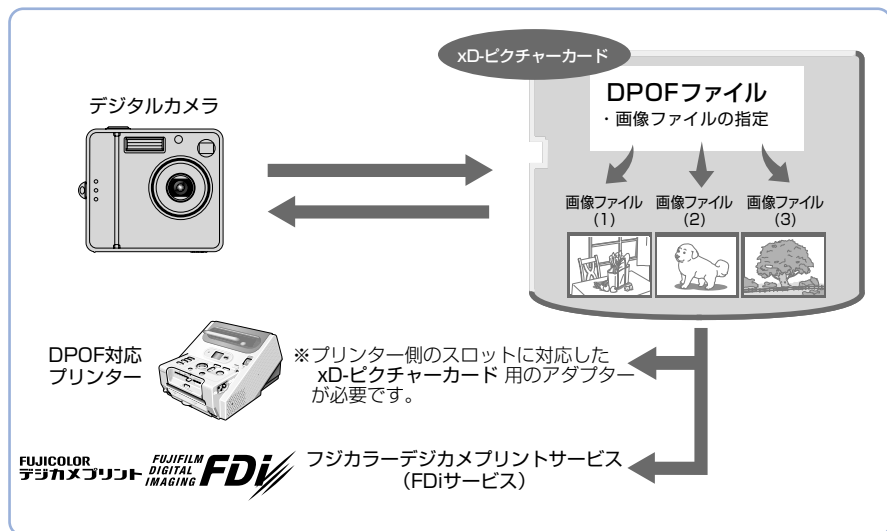 xD-ピクチャーカード
DPOFファイル
・画像ファイルの指定
デジタルカメラ
画像ファイル
(1)
画像ファイル
(2)
画像ファイル
(3)
DPOF対応
プリンター
※プリンター側のスロットに対応した
xD-ピクチャーカード 用のアダプター
が必要です。
FUJICOLOR
デジカメプリント
FUJIFILM
DIGITAL
IMAGING
FDi
フジカラーデジカメプリントサービス
（FDiサービス）